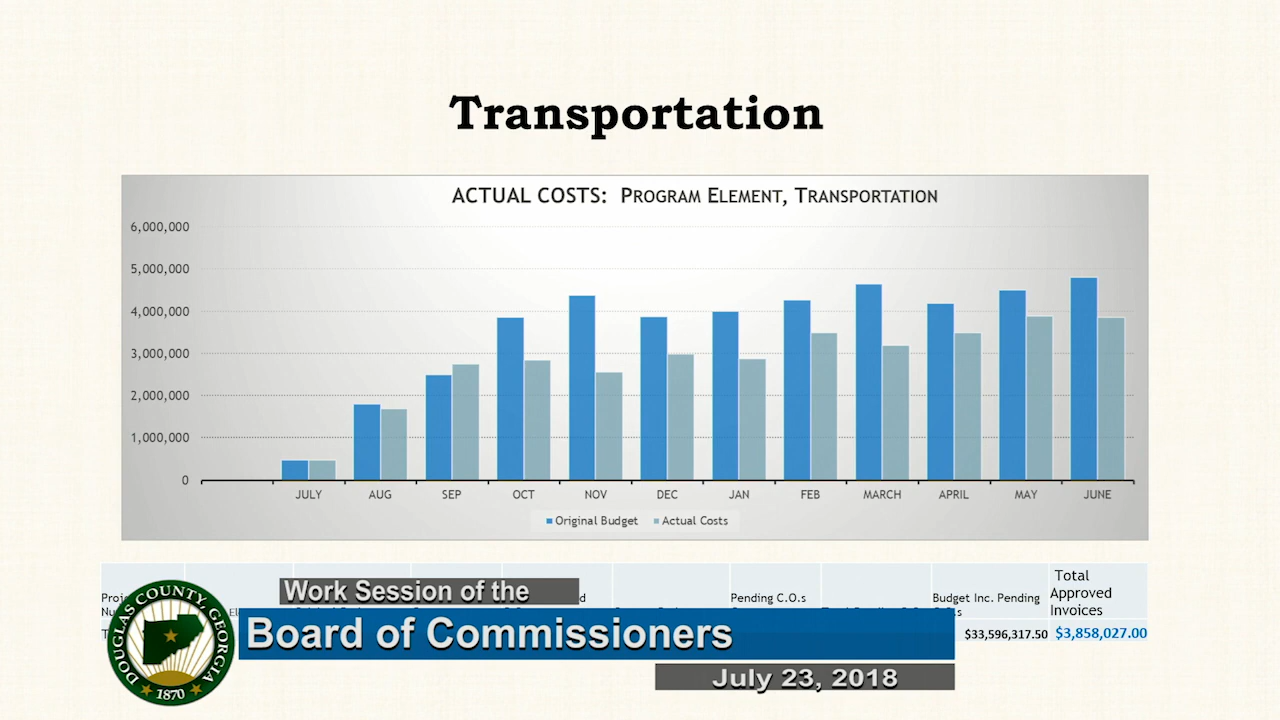 Transportation
ACTUAL COSTS: PROGRAM ELEMENT, TRANSPORTATION
6,000,000
5,000,000
4,000,000
3,000,000
2,000,000
1,000,000
0
JULY AUG SEP OCT NOV DEC JAN FEB MARCH APRIL MAY JUNE
Original Budget Actual Costs
Pending C.O.s
Budget Inc. Pending
Total
Approved
Invoices
$33,596,317.50 $3,858,027.00
Work Session of the
Board of Commissioners
July 23, 2018
DOUGLAS COUNTY, GEORGIA
1870